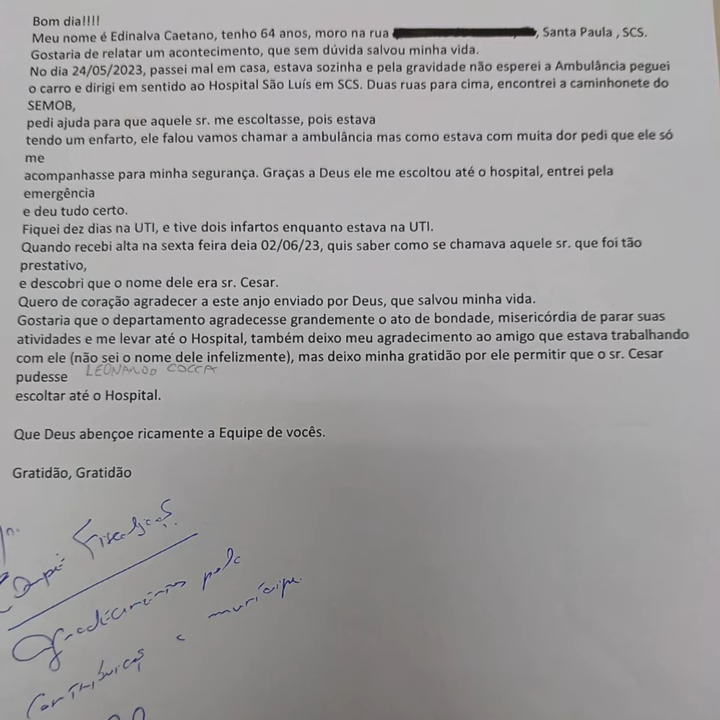 Bom dia!!!!
Meu nome é Edinalva Caetano, tenho 64 anos, moro na rua , Santa Paula , SCS.
Gostaria de relatar um acontecimento, que sem dúvida salvou minha vida.
No dia 24/05/2023, passei mal em casa, estava sozinha e pela gravidade não esperei a Ambulância peguei
o carro e dirigi em sentido ao Hospital São Luís em SCS. Duas ruas para cima, encontrei a caminhonete do
SEMOB,
pedi ajuda para que aquele sr. me escoltasse, pois estava
tendo um enfarto, ele falou vamos chamar a ambulância mas como estava com muita dor pedi que ele só
me
acompanhasse para minha segurança. Graças a Deus ele me escoltou até o hospital, entrei pela
emergência
e deu tudo certo.
Fiquei dez dias na UTI, e tive dois infartos enquanto estava na UTI.
Quando recebi alta na sexta feira deia 02/06/23, quis saber como se chamava aquele sr. que foi tão
prestativo,
e descobri que o nome dele era sr. Cesar.
Quero de coração agradecer a este anjo enviado por Deus, que salvou minha vida.
Gostaria que o departamento agradecesse grandemente o ato de bondade, misericórdia de parar suas
atividades e me levar até o Hospital, também deixo meu agradecimento ao amigo que estava trabalhando
com ele (não sei o nome dele infelizmente), mas deixo minha gratidão por ele permitir que o sr. Cesar
pudesse LEONARDO
escoltar até o Hospital.
Que Deus abençoe ricamente a Equipe de vocês.
Gratidão, Gratidão